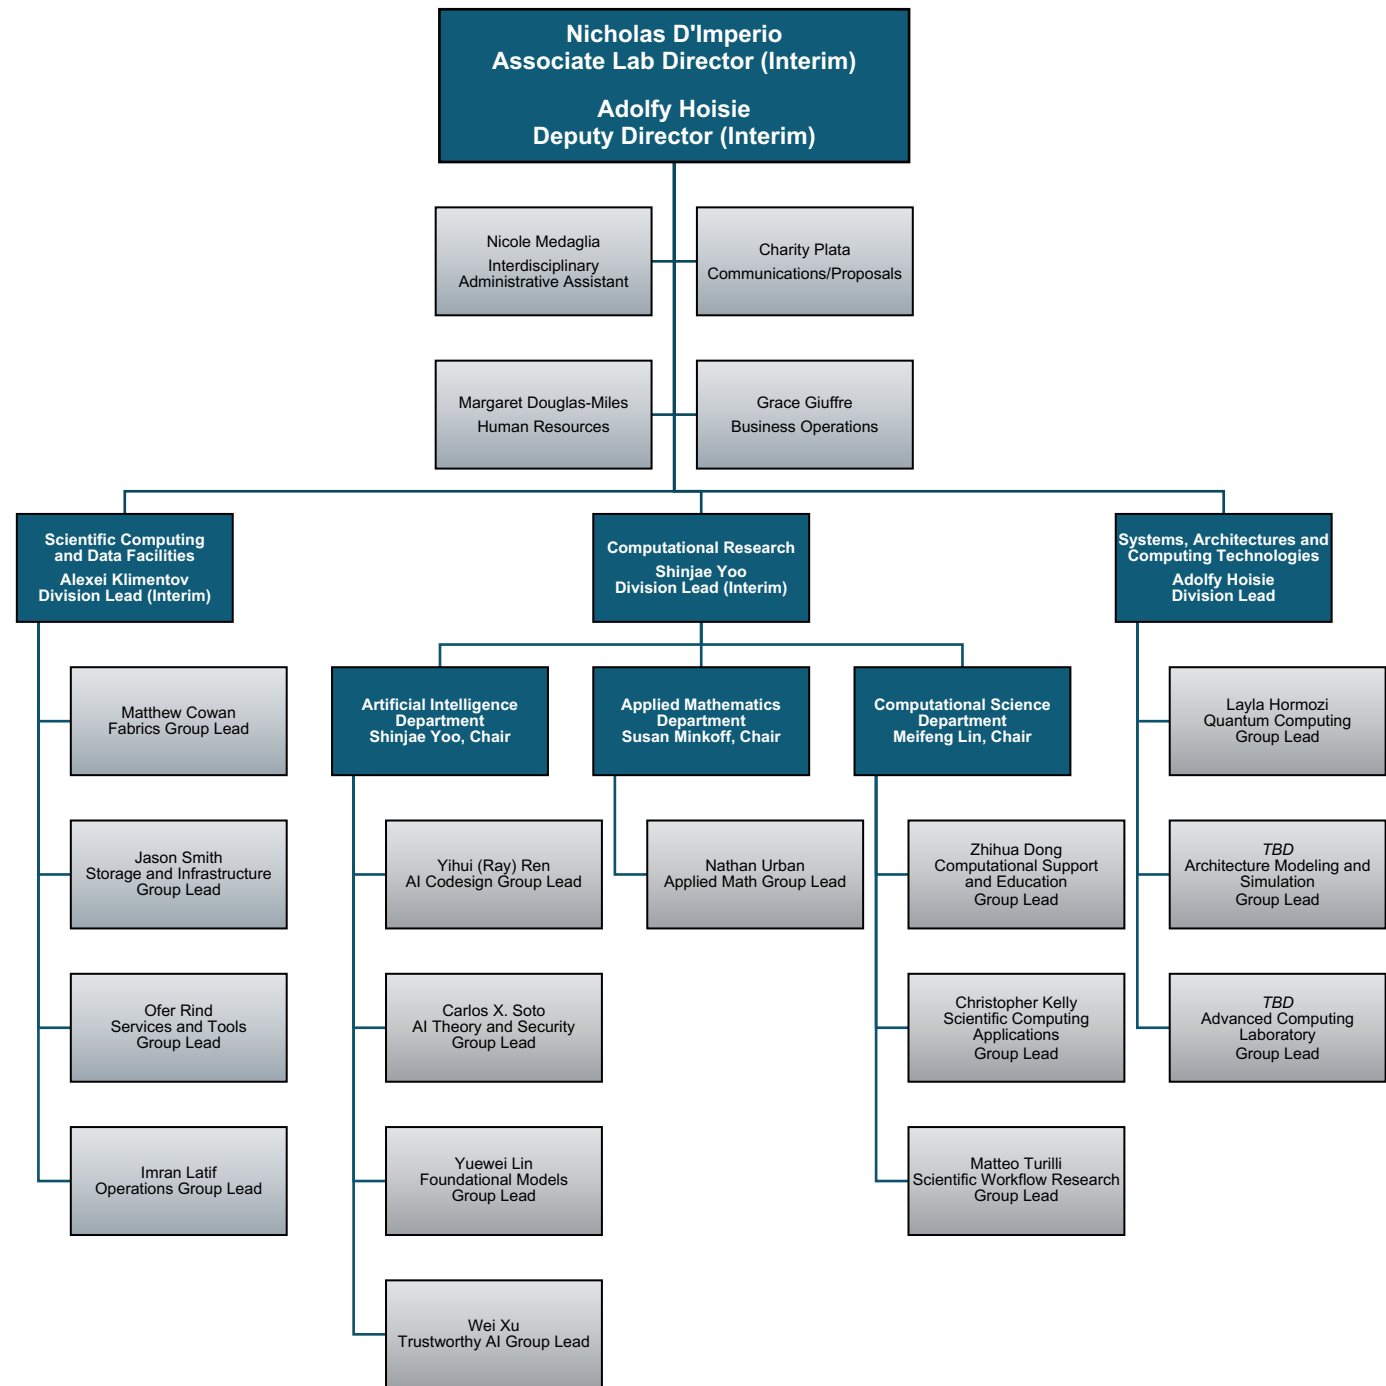 Nicholas D'Imperio
Associate Lab Director (Interim)
Adolfy Hoisie
Deputy Director (Interim)
Nicole Medaglia
Interdisciplinary
Administrative Assistant
Charity Plata
Communications/Proposals
Margaret Douglas-Miles
Human Resources
Grace Giuffre
Business Operations
Scientific Computing
and Data Facilities
Alexei Klimentov
Division Lead (Interim)
Computational Research
Shinjae Yoo
Division Lead (Interim)
Systems, Architectures and
Computing Technologies
Adolfy Hoisie
Division Lead
Matthew Cowan
Fabrics Group Lead
Jason Smith
Storage and Infrastructure
Group Lead
Ofer Rind
Services and Tools
Group Lead
Imran Latif
Operations Group Lead
Artificial Intelligence
Department
Shinjae Yoo, Chair
Yihui (Ray) Ren
AI Codesign Group Lead
Carlos X. Soto
AI Theory and Security
Group Lead
Yuewei Lin
Foundational Models
Group Lead
Wei Xu
Trustworthy AI Group Lead
Applied Mathematics
Department
Susan Minkoff, Chair
Nathan Urban
Applied Math Group Lead
Computational Science
Department
Meifeng Lin, Chair
Zhihua Dong
Computational Support
and Education
Group Lead
Christopher Kelly
Scientific Computing
Applications
Group Lead
Matteo Turilli
Scientific Workflow Research
Group Lead
Layla Hormozi
Quantum Computing
Group Lead
TBD
Architecture Modeling and
Simulation
Group Lead
TBD
Advanced Computing
Laboratory
Group Lead